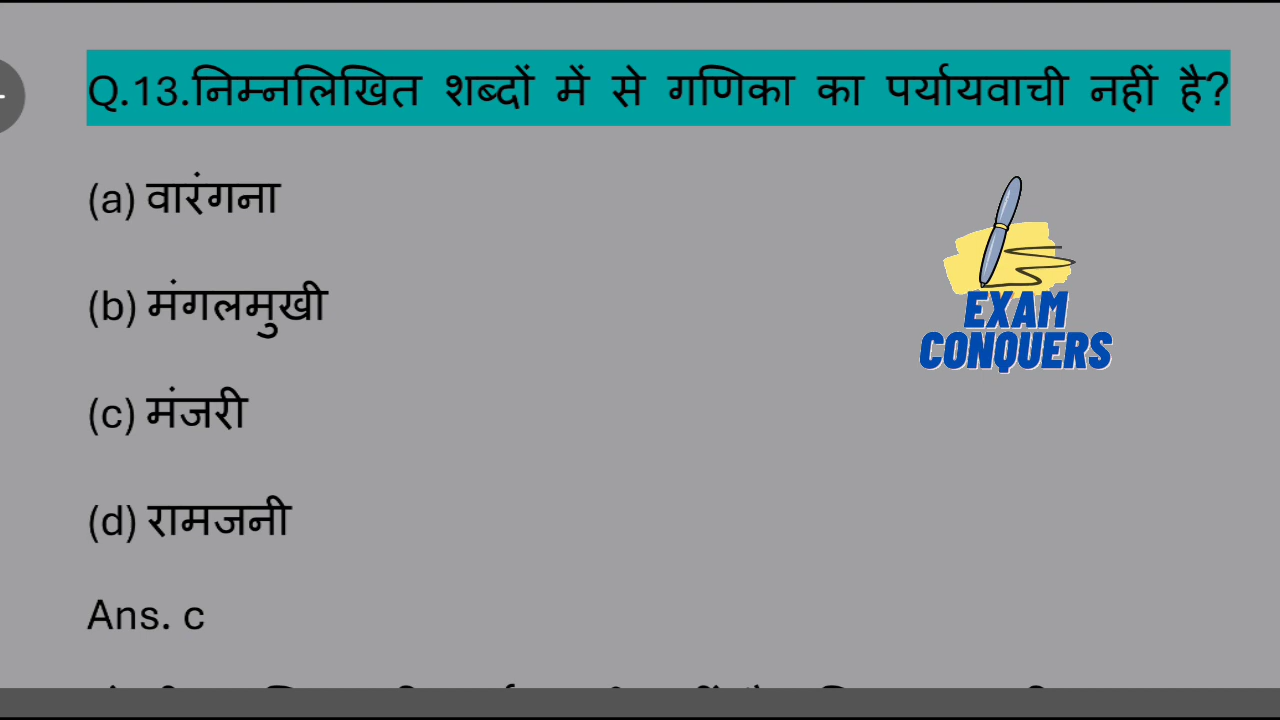 Q.13.निम्नलिखित शब्दों में से गणिका का पर्यायवाची नहीं है?
(a) वारंगना
(b) मंगलमुखी
EXAM
CONQUERS
(c) मंजरी
(d) रामजनी
Ans. c